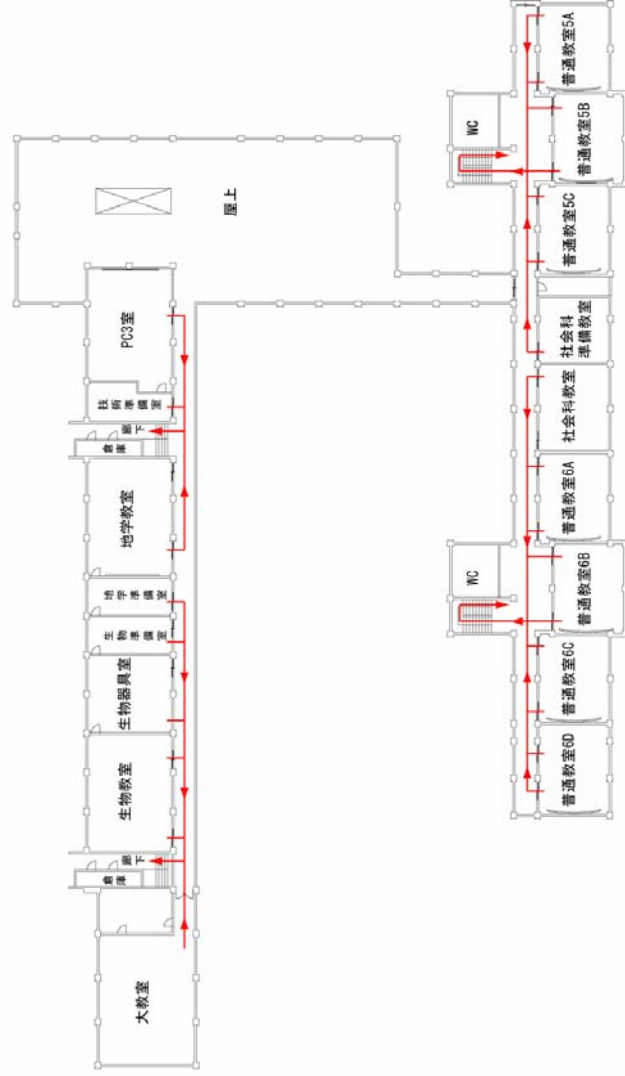 大教室
倉庫
廊下
生物教室
生物器具室
生物
準備室
地学
準備室
地学教室
倉庫
廊下
技術
準備室
PC3室
屋上
WC
WC
普通教室6D
普通教室6C
普通教室6B
普通教室6A
社会科教室
社会科
準備教室
普通教室5C
普通教室5B
普通教室5A